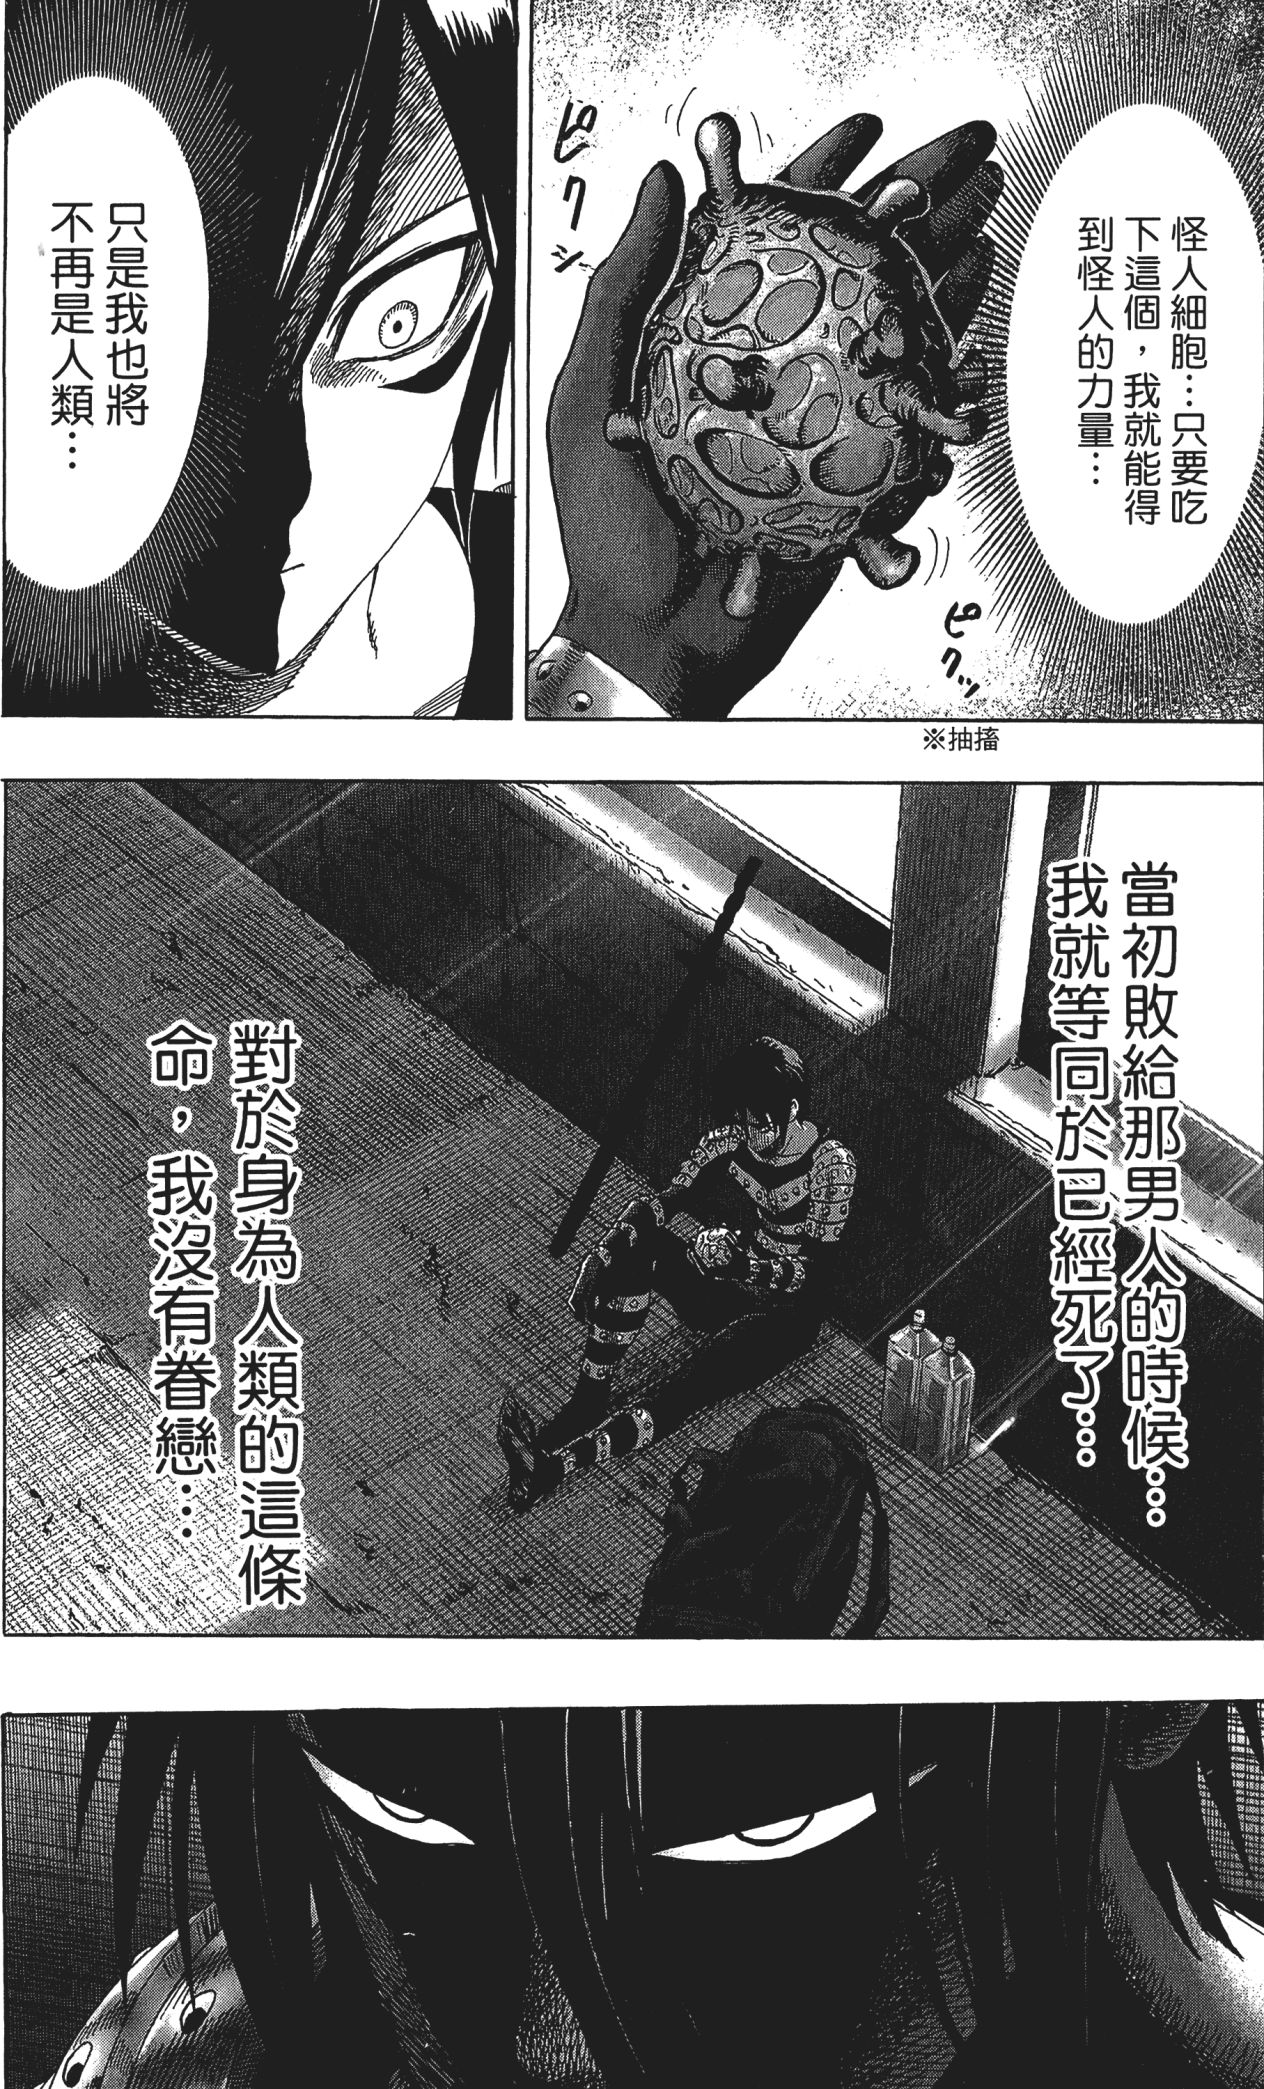 怪人細胞…只要吃
下這個，我就能得
到怪人的力量…
ピクッ
ピクッ
※抽搐
只是我也將
不再是人類…
當初敗給那男人的時候…
我就等同於已經死了…
對於身為人類的這條
命，我沒有眷戀…